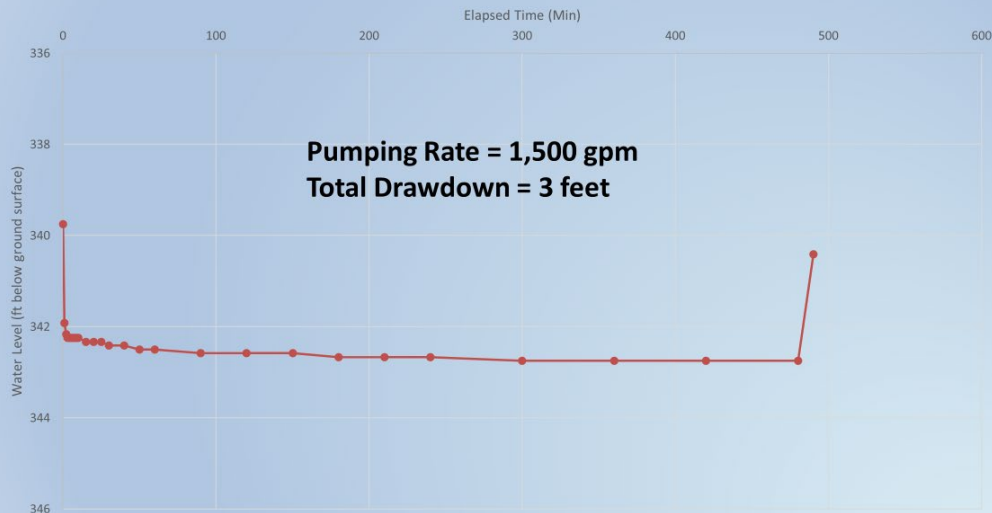 Elapsed Time (Min)
0 100 200 300 400 500 600
336
338
340
342
344
346
Water Level (ft below ground surface)
Pumping Rate = 1,500 gpm
Total Drawdown = 3 feet